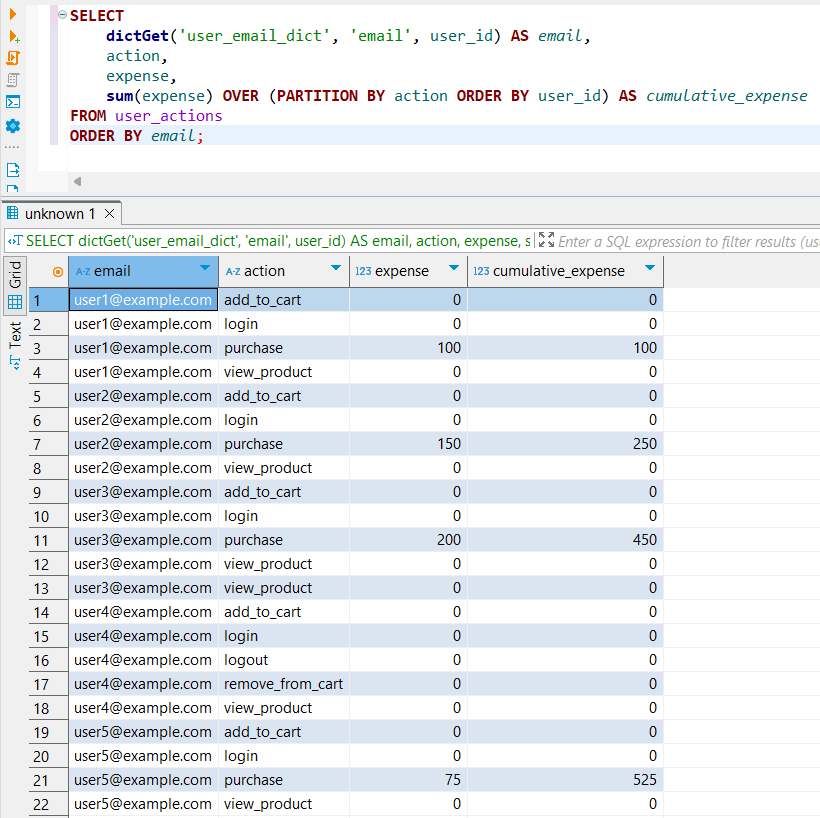 SELECT
dictGet('user_email_dict', 'email', user_id) AS email,
action,
expense,
sum(expense) OVER (PARTITION BY action ORDER BY user_id) AS cumulative_expense
FROM user_actions
ORDER BY email;
unknown 1
SELECT dictGet('user_email_dict', 'email', user_id) AS email, action, expense, s
Enter a SQL expression to filter results (us
Grid
Text
A-Z email A-Z action 123 expense 123 cumulative_expense
1 user1@example.com add_to_cart 0 0
2 user1@example.com login 0 0
3 user1@example.com purchase 100 100
4 user1@example.com view_product 0 0
5 user2@example.com add_to_cart 0 0
6 user2@example.com login 0 0
7 user2@example.com purchase 150 250
8 user2@example.com view_product 0 0
9 user3@example.com add_to_cart 0 0
10 user3@example.com login 0 0
11 user3@example.com purchase 200 450
12 user3@example.com view_product 0 0
13 user3@example.com view_product 0 0
14 user4@example.com add_to_cart 0 0
15 user4@example.com login 0 0
16 user4@example.com logout 0 0
17 user4@example.com remove_from_cart 0 0
18 user4@example.com view_product 0 0
19 user5@example.com add_to_cart 0 0
20 user5@example.com login 0 0
21 user5@example.com purchase 75 525
22 user5@example.com view_product 0 0